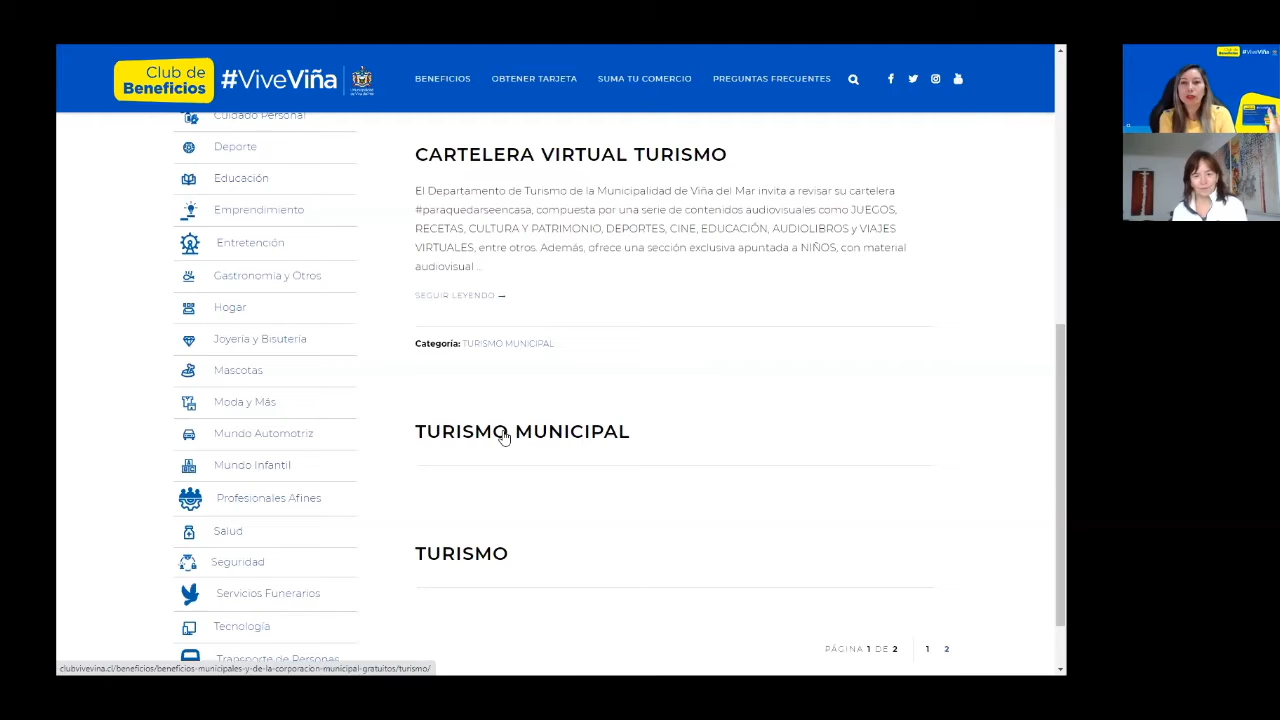 Club de
Beneficios
#ViveViña
BENEFICIOS
OBTENER TARJETA
SUMA TU COMERCIO
PREGUNTAS FRECUENTES
Cuidado Personal
Deporte
Educación
Emprendimiento
Entretención
Gastronomía y Otros
Hogar
Joyería y Bisutería
Mascotas
Moda y Más
Mundo Automotriz
Mundo Infantil
Profesionales Afines
Salud
Seguridad
Servicios Funerarios
Tecnología
Transporte de Personas
CARTELERA VIRTUAL TURISMO
El Departamento de Turismo de la Municipalidad de Viña del Mar invita a revisar su cartelera
#paraquedarseencasa, compuesta por una serie de contenidos audiovisuales como JUEGOS,
RECETAS, CULTURA Y PATRIMONIO, DEPORTES, CINE, EDUCACIÓN, AUDIOLIBROS y VIAJES
VIRTUALES, entre otros. Además, ofrece una sección exclusiva apuntada a NIÑOS, con material
audiovisual ...
SEGUIR LEYENDO →
Categoría: TURISMO MUNICIPAL
TURISMO MUNICIPAL
TURISMO
PÁGINA 1 DE 2 1 2
clubvivevina.cl/beneficios/beneficios-municipales-y-de-la-corporacion-municipal-gratuitos/turismo/
Club de
Beneficios
#ViveViña